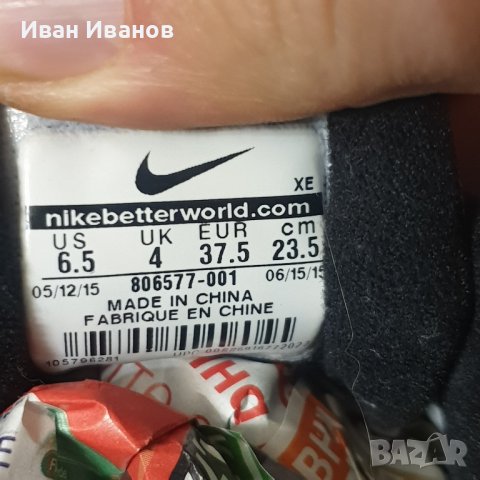 Иван Иванов
XE
nikebetterworld.com
US UK EUR cm
6.5 4 37.5 23.5
05/12/15 806577-001 06/15/15
MADE IN CHINA
FABRIQUE EN CHINE
105796281
BAZAR